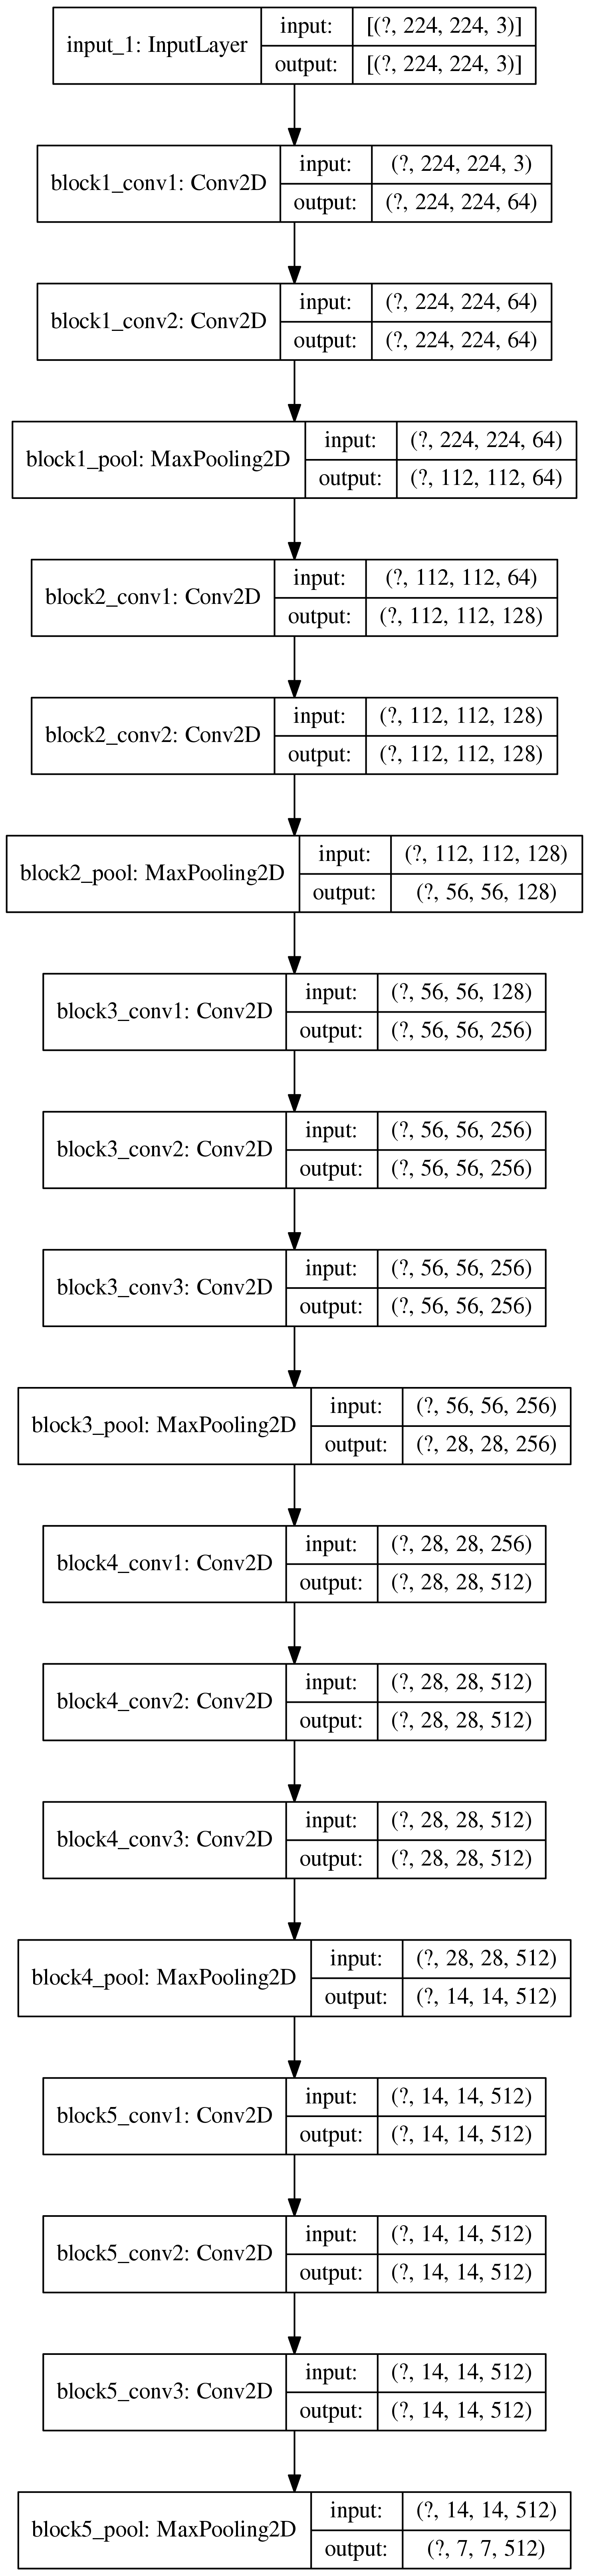 input_1: InputLayer
input: [(?, 224, 224, 3)]
output: [(?, 224, 224, 3)]
block1_conv1: Conv2D
input: (?, 224, 224, 3)
output: (?, 224, 224, 64)
block1_conv2: Conv2D
input: (?, 224, 224, 64)
output: (?, 224, 224, 64)
block1_pool: MaxPooling2D
input: (?, 224, 224, 64)
output: (?, 112, 112, 64)
block2_conv1: Conv2D
input: (?, 112, 112, 64)
output: (?, 112, 112, 128)
block2_conv2: Conv2D
input: (?, 112, 112, 128)
output: (?, 112, 112, 128)
block2_pool: MaxPooling2D
input: (?, 112, 112, 128)
output: (?, 56, 56, 128)
block3_conv1: Conv2D
input: (?, 56, 56, 128)
output: (?, 56, 56, 256)
block3_conv2: Conv2D
input: (?, 56, 56, 256)
output: (?, 56, 56, 256)
block3_conv3: Conv2D
input: (?, 56, 56, 256)
output: (?, 56, 56, 256)
block3_pool: MaxPooling2D
input: (?, 56, 56, 256)
output: (?, 28, 28, 256)
block4_conv1: Conv2D
input: (?, 28, 28, 256)
output: (?, 28, 28, 512)
block4_conv2: Conv2D
input: (?, 28, 28, 512)
output: (?, 28, 28, 512)
block4_conv3: Conv2D
input: (?, 28, 28, 512)
output: (?, 28, 28, 512)
block4_pool: MaxPooling2D
input: (?, 28, 28, 512)
output: (?, 14, 14, 512)
block5_conv1: Conv2D
input: (?, 14, 14, 512)
output: (?, 14, 14, 512)
block5_conv2: Conv2D
input: (?, 14, 14, 512)
output: (?, 14, 14, 512)
block5_conv3: Conv2D
input: (?, 14, 14, 512)
output: (?, 14, 14, 512)
block5_pool: MaxPooling2D
input: (?, 14, 14, 512)
output: (?, 7, 7, 512)